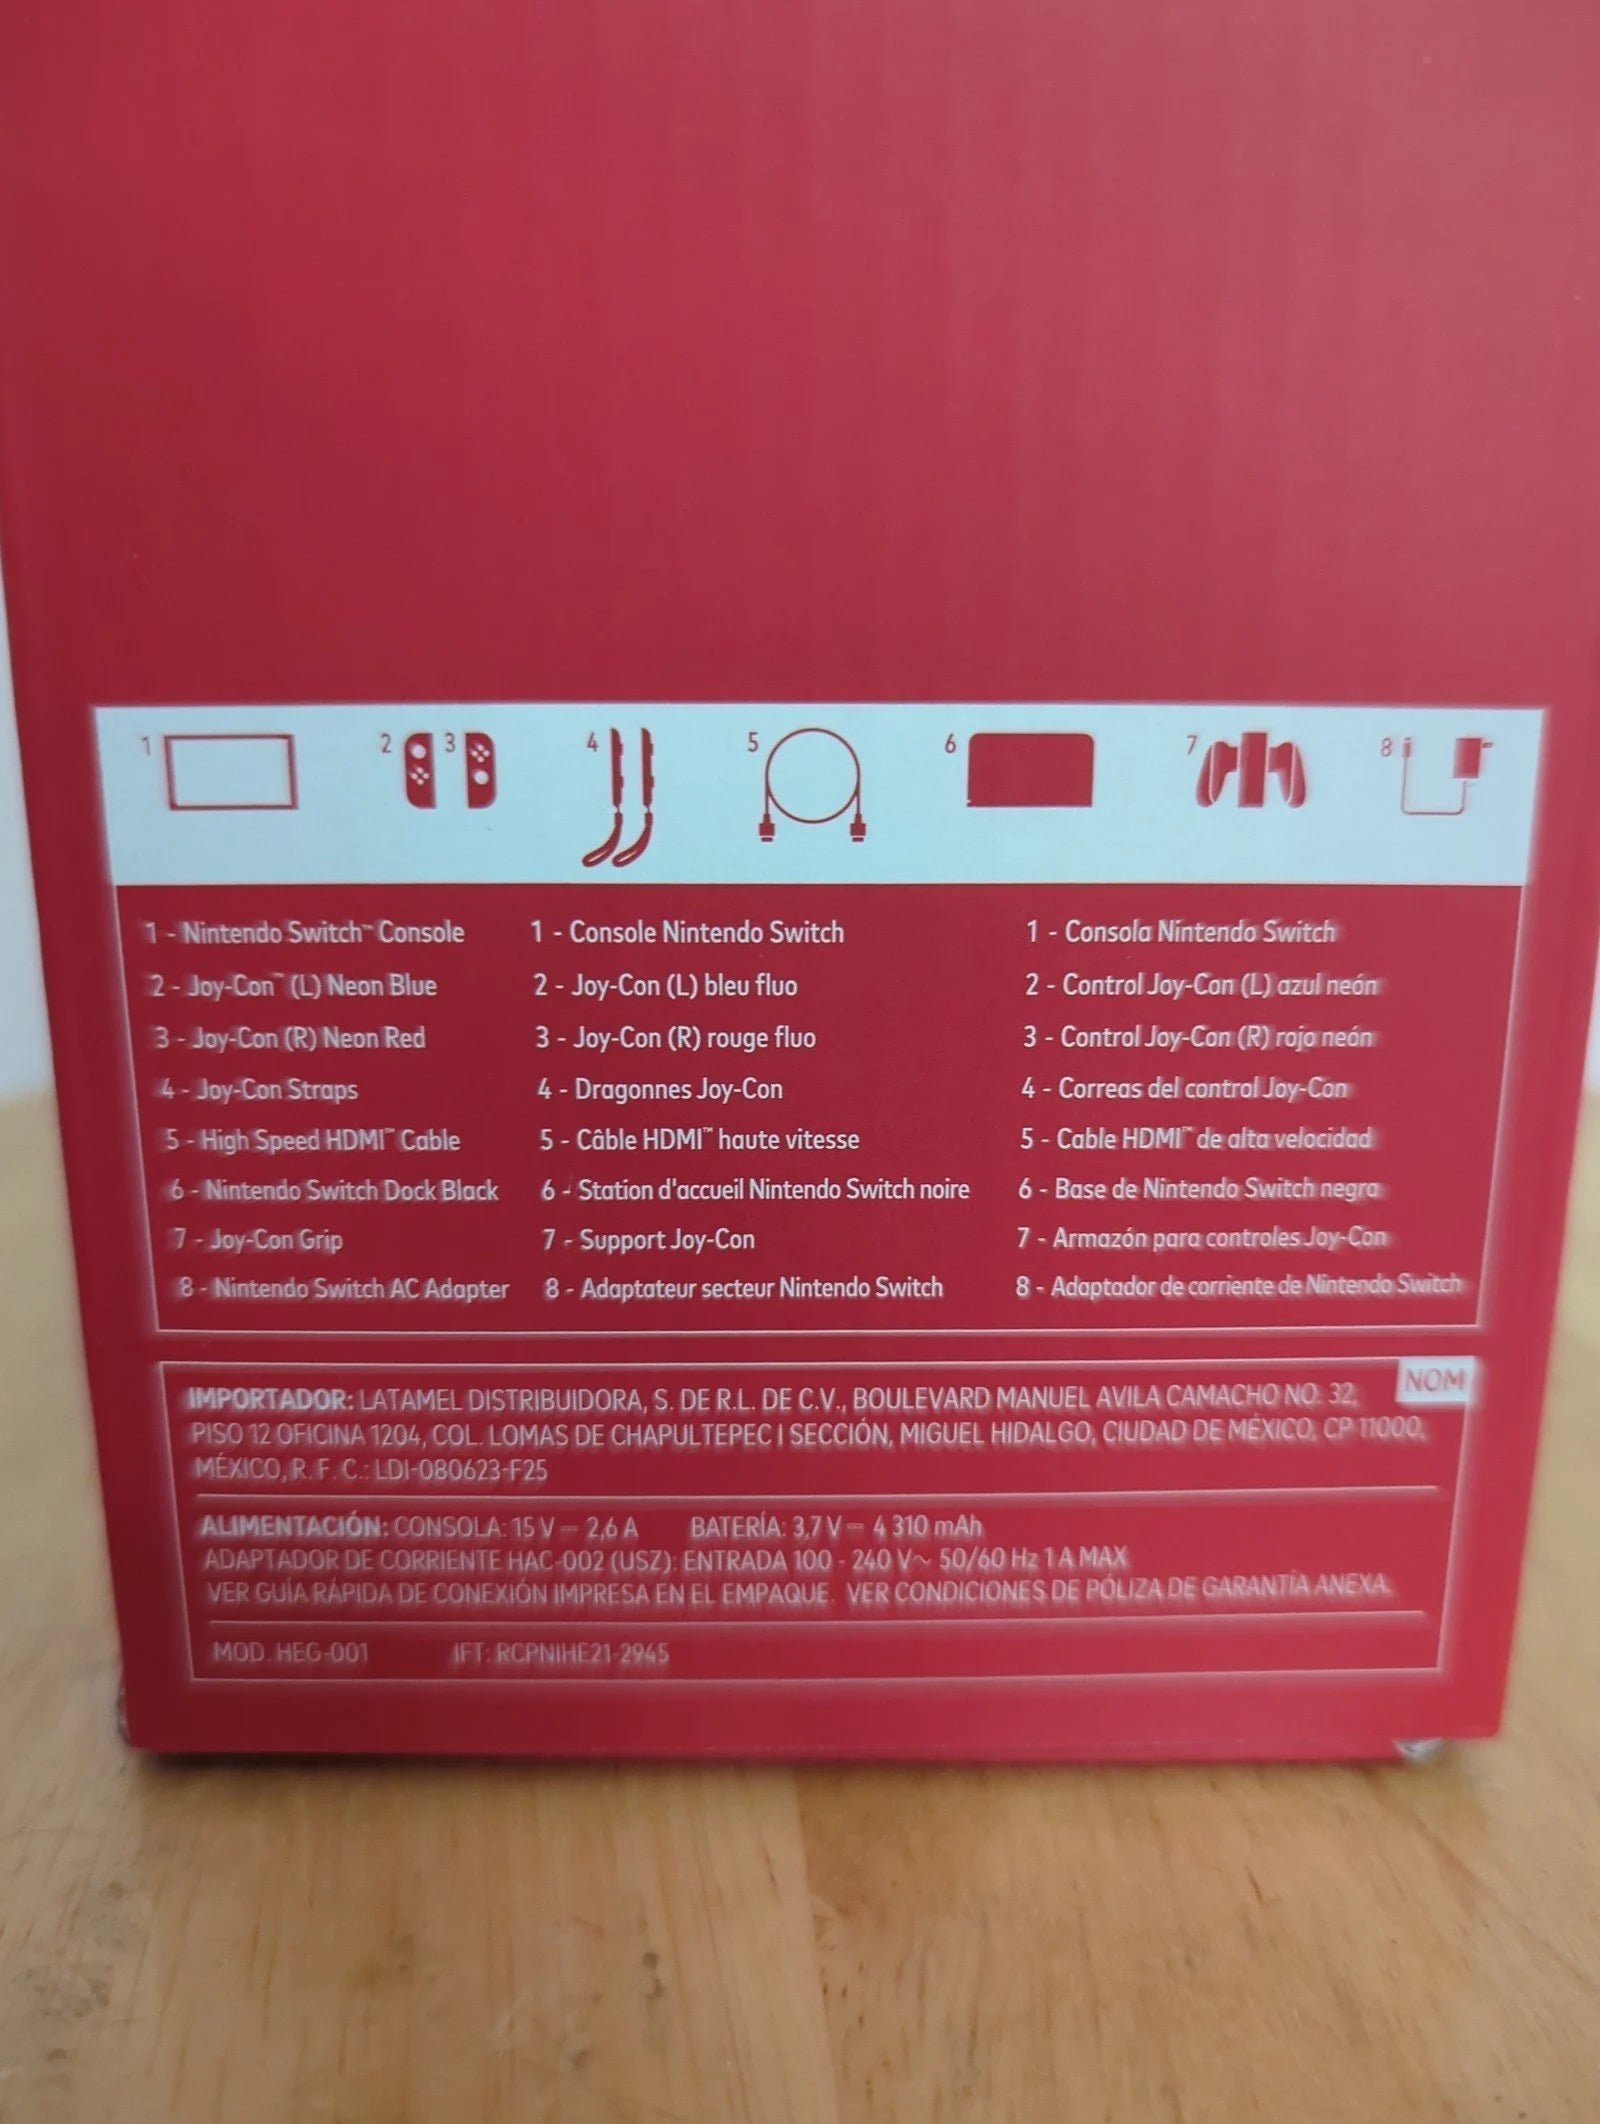 1 2 3 4 5 6 7 8
1 - Nintendo Switch™ Console
2 - Joy-Con™ (L) Neon Blue
3 - Joy-Con (R) Neon Red
4 - Joy-Con Straps
5 - High Speed HDMI™ Cable
6 - Nintendo Switch Dock Black
7 - Joy-Con Grip
8 - Nintendo Switch AC Adapter
1 - Console Nintendo Switch
2 - Joy-Con (L) bleu fluo
3 - Joy-Con (R) rouge fluo
4 - Dragonnes Joy-Con
5 - Câble HDMI™ haute vitesse
6 - Station d'accueil Nintendo Switch noire
7 - Support Joy-Con
8 - Adaptateur secteur Nintendo Switch
1 - Consola Nintendo Switch
2 - Control Joy-Con (L) azul neón
3 - Control Joy-Con (R) rojo neón
4 - Correas del control Joy-Con
5 - Cable HDMI™ de alta velocidad
6 - Base de Nintendo Switch negra
7 - Armazón para controles Joy-Con
8 - Adaptador de corriente de Nintendo Switch
NOM
IMPORTADOR: LATAMEL DISTRIBUIDORA, S. DE R.L. DE C.V., BOULEVARD MANUEL AVILA CAMACHO NO. 32,
PISO 12 OFICINA 1204, COL. LOMAS DE CHAPULTEPEC I SECCIÓN, MIGUEL HIDALGO, CIUDAD DE MÉXICO, CP 11000,
MÉXICO, R. F. C.: LDI-080623-F25
ALIMENTACIÓN: CONSOLA: 15 V ⎓ 2,6 A BATERÍA: 3,7 V ⎓ 4 310 mAh
ADAPTADOR DE CORRIENTE HAC-002 (USZ): ENTRADA 100 - 240 V~ 50/60 Hz 1 A MAX
VER GUÍA RÁPIDA DE CONEXIÓN IMPRESA EN EL EMPAQUE. VER CONDICIONES DE PÓLIZA DE GARANTÍA ANEXA.
MOD. HEG-001 IFT: RCPNIHE21-2945